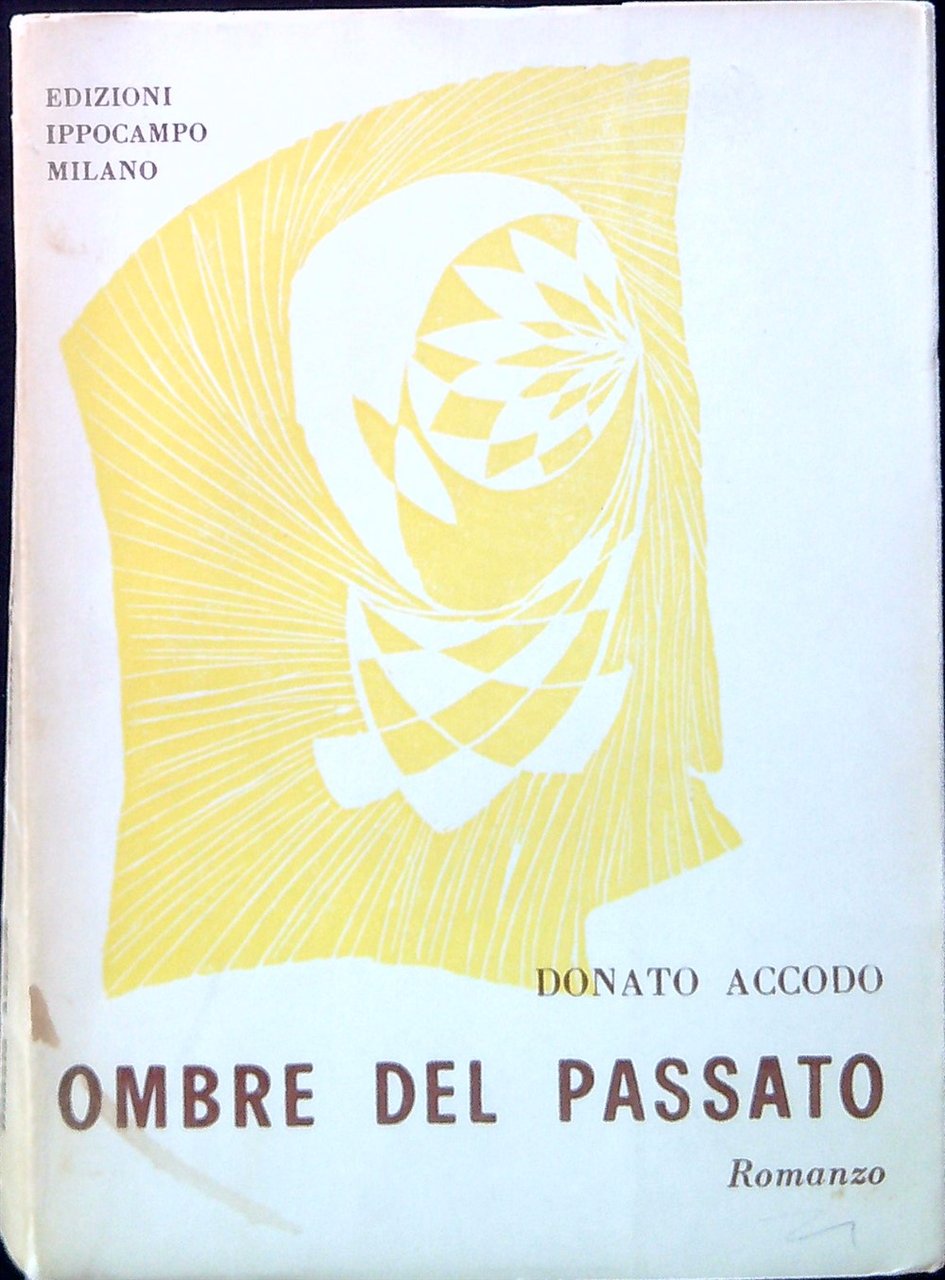 EDIZIONI
IPPOCAMPO
MILANO
DONATO ACCODO
OMBRE DEL PASSATO
Romanzo